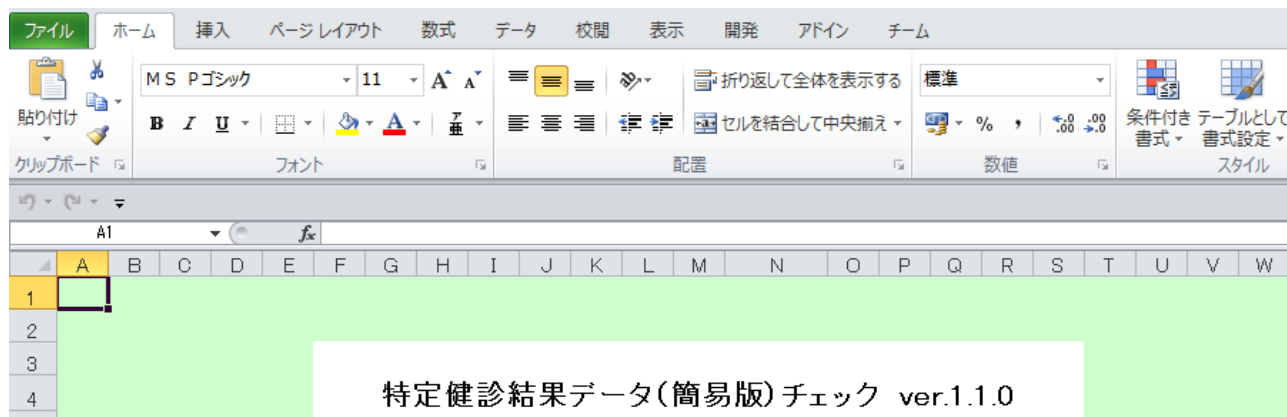 ファイル ホーム 挿入 ページ レイアウト 数式 データ 校閲 表示 開発 アドイン チーム
MS Pゴシック 11 A A 折り返して全体を表示する 標準
貼り付け B I U A 亜 セルを結合して中央揃え % , .0 .00 .00 .0 条件付き書式 テーブルとして書式設定
クリップボード フォント 配置 数値 スタイル
A1 fx
A B C D E F G H I J K L M N O P Q R S T U V W
1
2
3
4 特定健診結果データ(簡易版)チェック ver.1.1.0